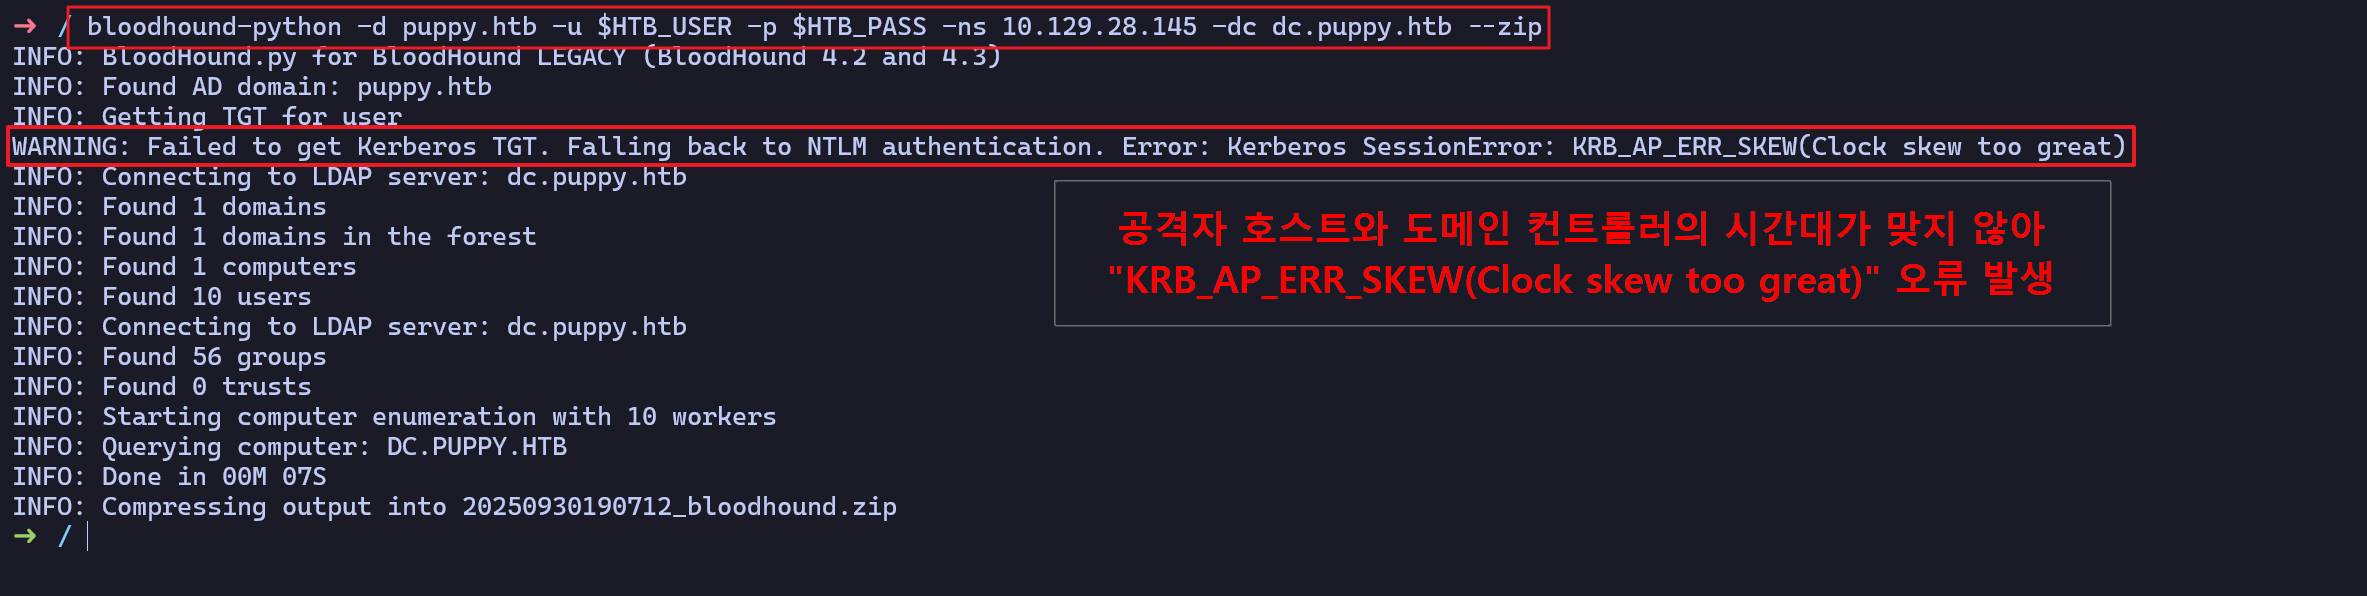 → / bloodhound-python -d puppy.htb -u $HTB_USER -p $HTB_PASS -ns 10.129.28.145 -dc dc.puppy.htb --zip
INFO: BloodHound.py for BloodHound LEGACY (BloodHound 4.2 and 4.3)
INFO: Found AD domain: puppy.htb
INFO: Getting TGT for user
WARNING: Failed to get Kerberos TGT. Falling back to NTLM authentication. Error: Kerberos SessionError: KRB_AP_ERR_SKEW(Clock skew too great)
INFO: Connecting to LDAP server: dc.puppy.htb
INFO: Found 1 domains
INFO: Found 1 domains in the forest
INFO: Found 1 computers
INFO: Found 10 users
INFO: Connecting to LDAP server: dc.puppy.htb
INFO: Found 56 groups
INFO: Found 0 trusts
INFO: Starting computer enumeration with 10 workers
INFO: Querying computer: DC.PUPPY.HTB
INFO: Done in 00M 07S
INFO: Compressing output into 20250930190712_bloodhound.zip
→ /
공격자 호스트와 도메인 컨트롤러의 시간대가 맞지 않아
"KRB_AP_ERR_SKEW(Clock skew too great)" 오류 발생